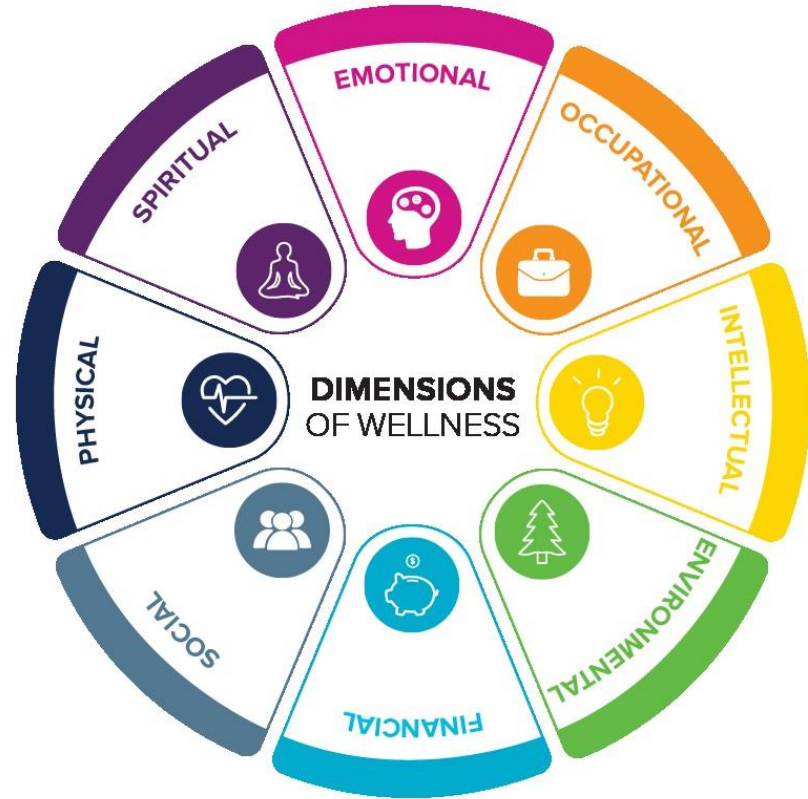 EMOTIONAL
OCCUPATIONAL
INTELLECTUAL
ENVIRONMENTAL
FINANCIAL
SOCIAL
PHYSICAL
SPIRITUAL
DIMENSIONS
OF WELLNESS
$